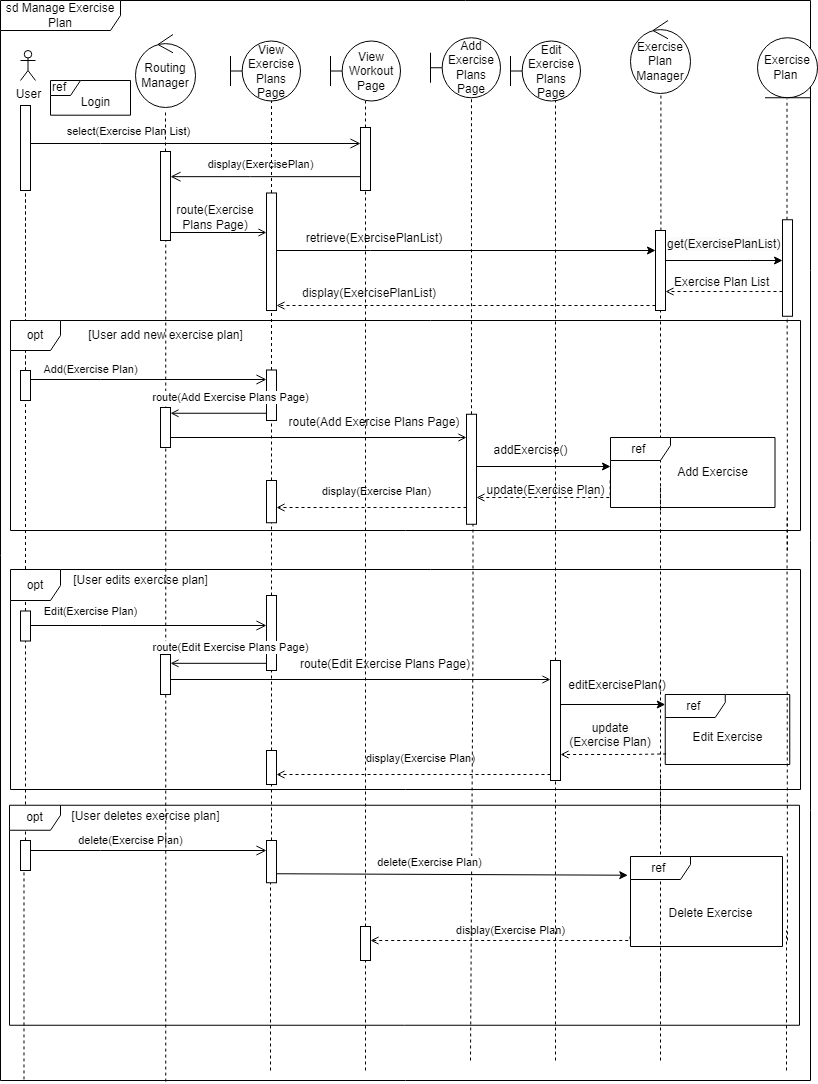 sd Manage Exercise
Plan
User
ref
Login
Routing
Manager
View
Exercise
Plans
Page
View
Workout
Page
Add
Exercise
Plans
Page
Edit
Exercise
Plans
Page
Exercise
Plan
Manager
Exercise
Plan
select(Exercise Plan List)
display(ExercisePlan)
route(Exercise
Plans Page)
retrieve(ExercisePlanList)
get(ExercisePlanList)
Exercise Plan List
display(ExercisePlanList)
opt
[User add new exercise plan]
Add(Exercise Plan)
route(Add Exercise Plans Page)
route(Add Exercise Plans Page)
addExercise()
ref
Add Exercise
update(Exercise Plan)
display(Exercise Plan)
opt
[User edits exercise plan]
Edit(Exercise Plan)
route(Edit Exercise Plans Page)
route(Edit Exercise Plans Page)
editExercisePlan()
ref
Edit Exercise
update
(Exercise Plan)
display(Exercise Plan)
opt
[User deletes exercise plan]
delete(Exercise Plan)
delete(Exercise Plan)
ref
Delete Exercise
display(Exercise Plan)